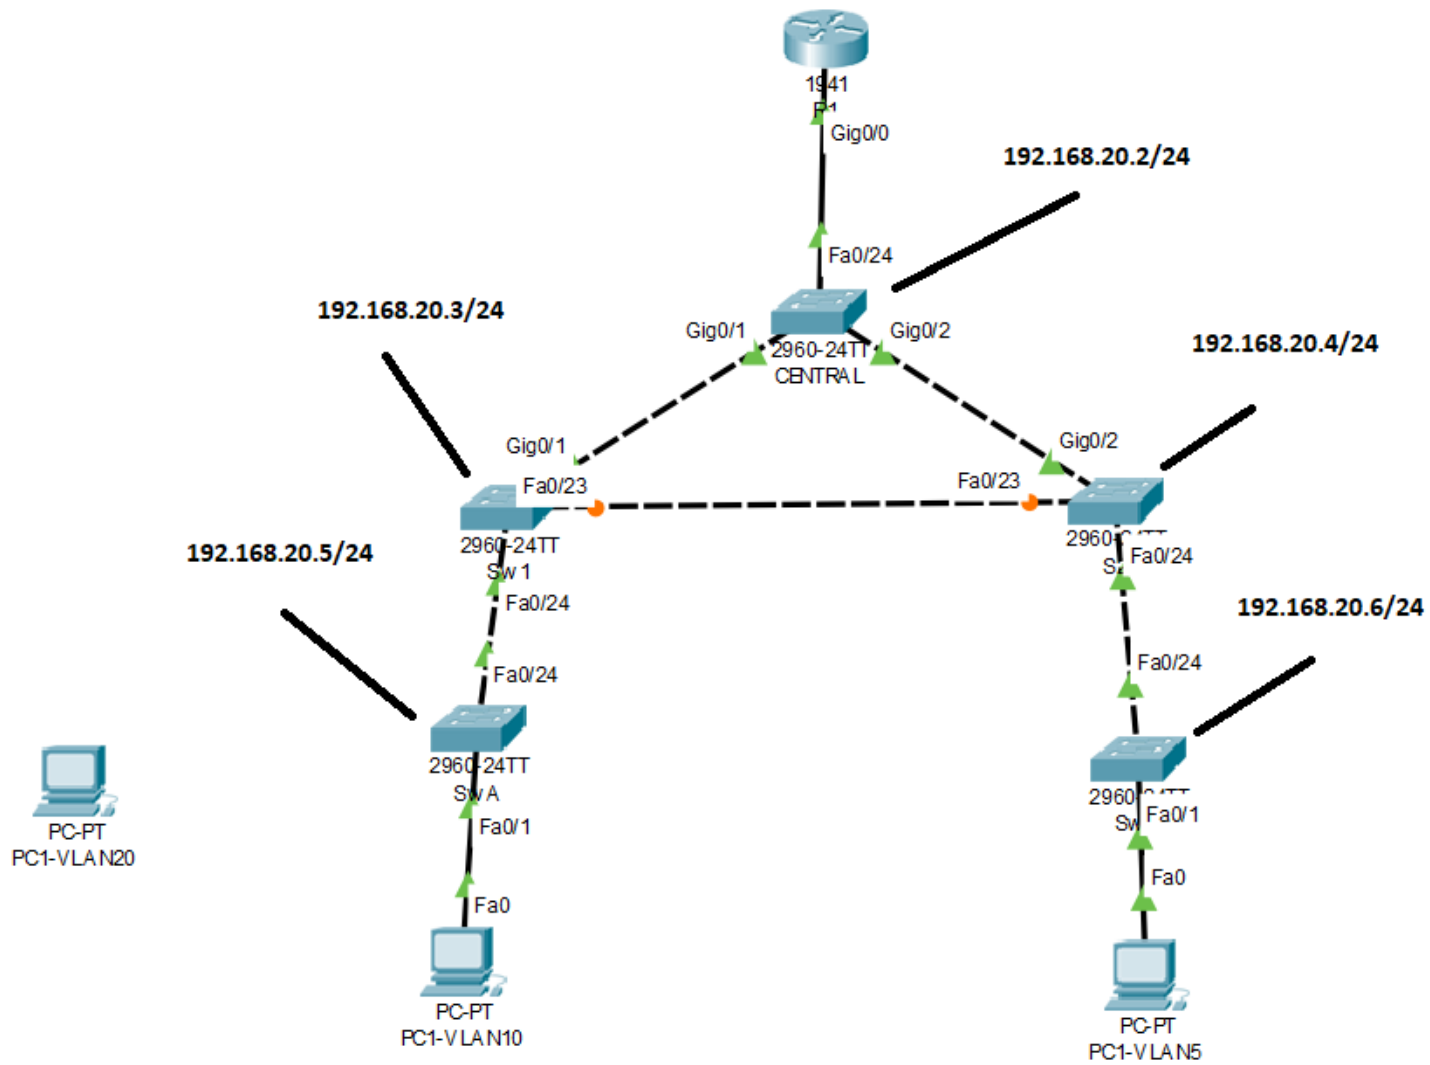 1941
Gig0/0
192.168.20.2/24
Fa0/24
192.168.20.3/24
Gig0/1
Gig0/2
2960-24TT
CENTRAL
192.168.20.4/24
Gig0/1
Gig0/2
Fa0/23
Fa0/23
2960-24TT
Sw1
Fa0/24
192.168.20.5/24
Fa0/24
192.168.20.6/24
Fa0/24
Fa0/24
2960-24TT
SwA
Fa0/1
Fa0/1
PC-PT
PC1-VLAN20
Fa0
Fa0
PC-PT
PC1-VLAN10
PC-PT
PC1-VLAN5